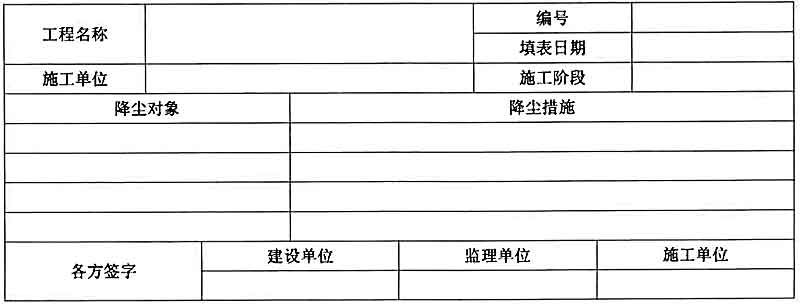 工程名称
编号
填表日期
施工单位
施工阶段
降尘对象
降尘措施
各方签字
建设单位
监理单位
施工单位